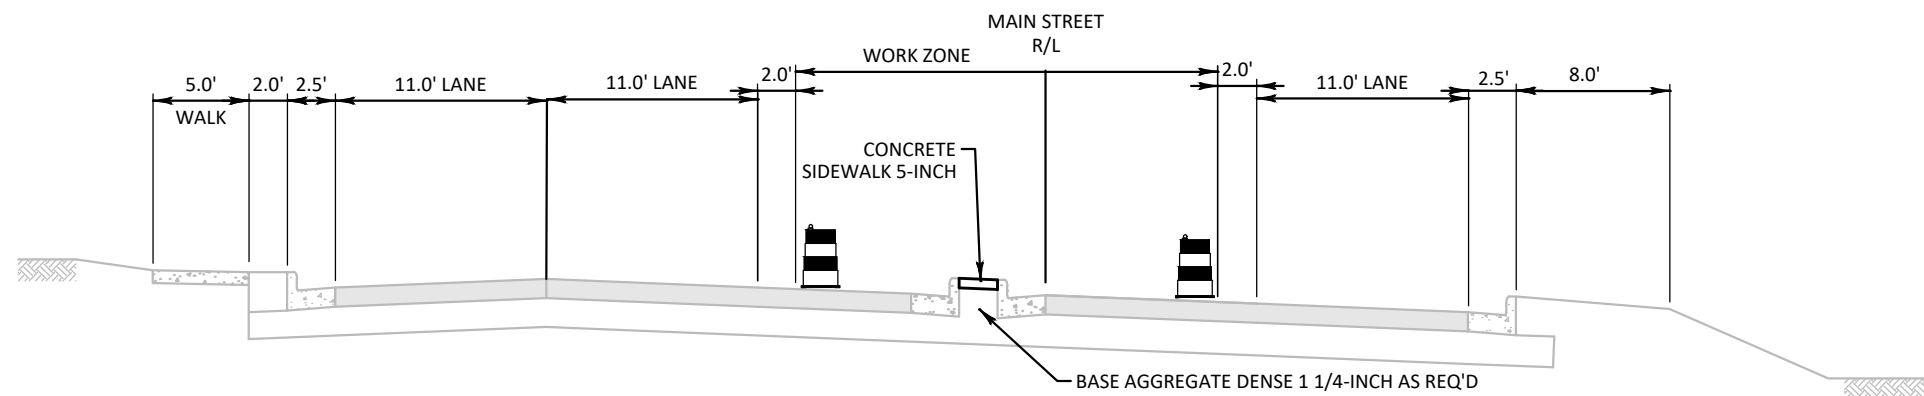 MAIN STREET
R/L
WORK ZONE
5.0'
2.0'
2.5'
11.0' LANE
11.0' LANE
2.0'
2.0'
11.0' LANE
2.5'
8.0'
WALK
CONCRETE
SIDEWALK 5-INCH
BASE AGGREGATE DENSE 1 1/4-INCH AS REQ'D